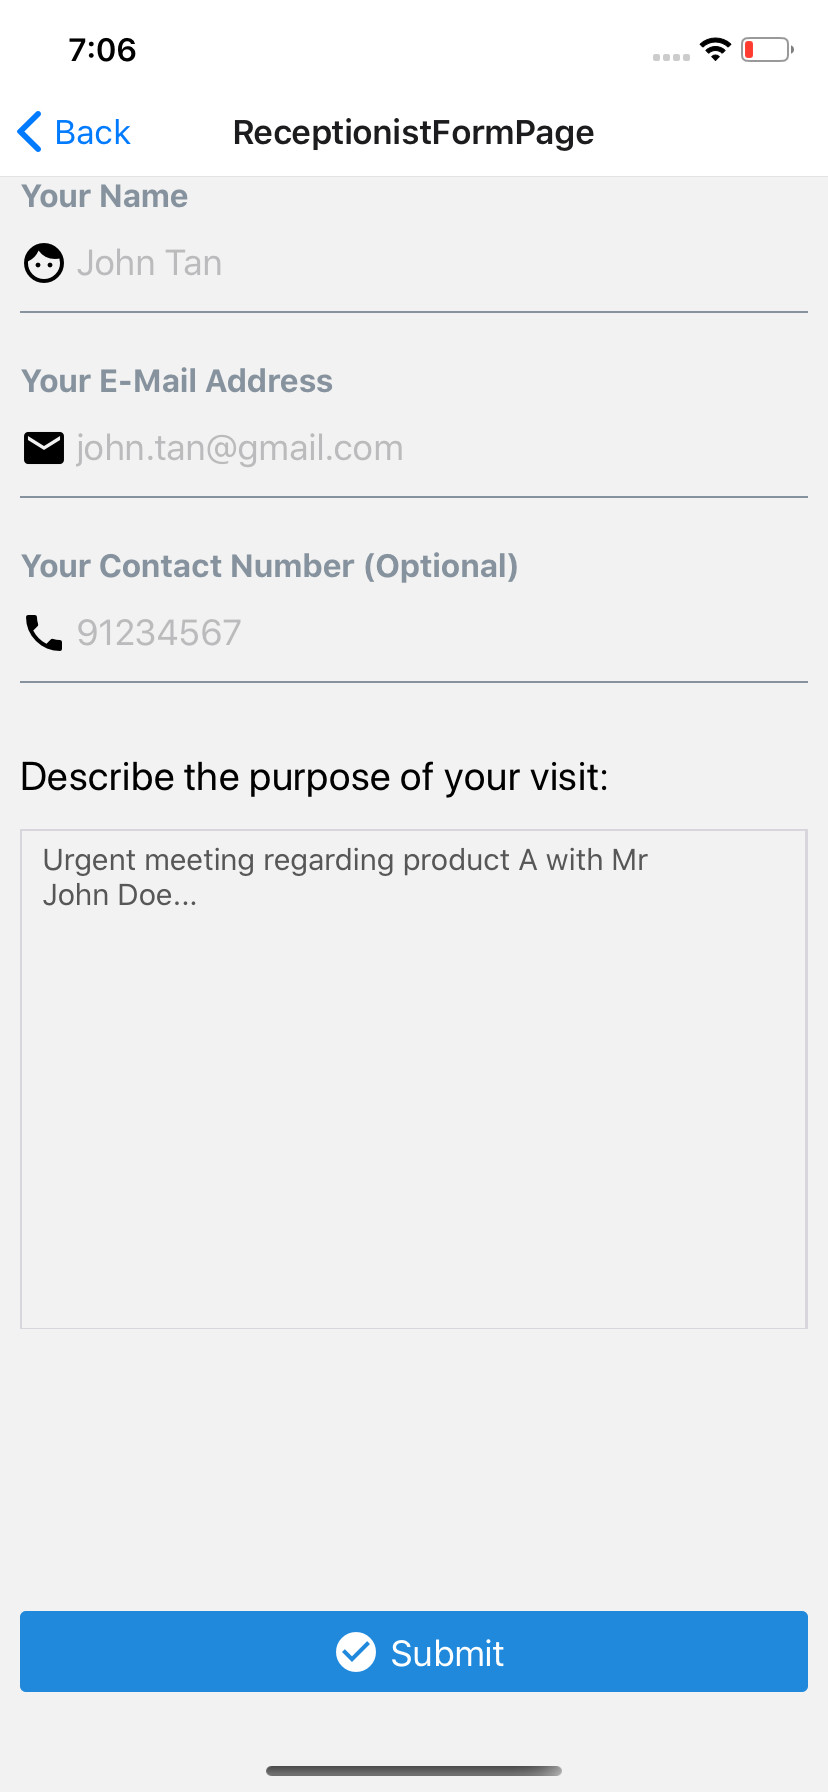 7:06
Back
ReceptionistFormPage
Your Name
John Tan
Your E-Mail Address
john.tan@gmail.com
Your Contact Number (Optional)
91234567
Describe the purpose of your visit:
Urgent meeting regarding product A with Mr
John Doe...
Submit